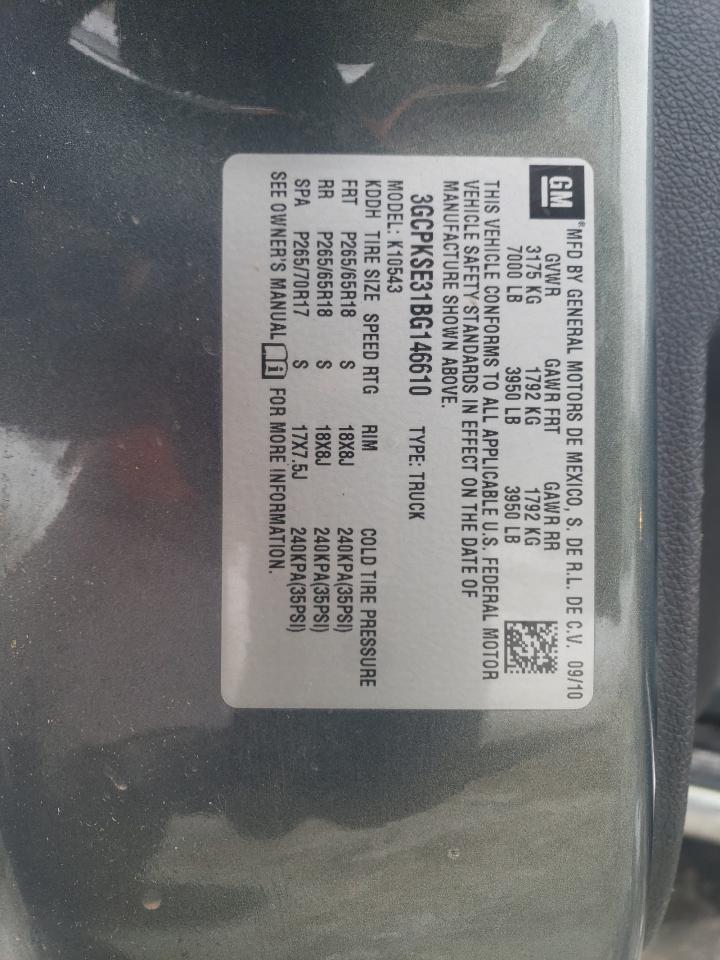 GM
® MFD BY GENERAL MOTORS DE MEXICO, S. DE R.L. DE C.V. 09/10
GVWR GAWR FRT GAWR RR
3175 KG 1792 KG 1792 KG
7000 LB 3950 LB 3950 LB
THIS VEHICLE CONFORMS TO ALL APPLICABLE U.S. FEDERAL MOTOR
VEHICLE SAFETY STANDARDS IN EFFECT ON THE DATE OF
MANUFACTURE SHOWN ABOVE.
3GCPKSE31BG146610 TYPE: TRUCK
MODEL: K10543
KDDH TIRE SIZE SPEED RTG RIM COLD TIRE PRESSURE
FRT P265/65R18 S 18X8J 240KPA(35PSI)
RR P265/65R18 S 18X8J 240KPA(35PSI)
SPA P265/70R17 S 17X7.5J 240KPA(35PSI)
SEE OWNER'S MANUAL i FOR MORE INFORMATION.